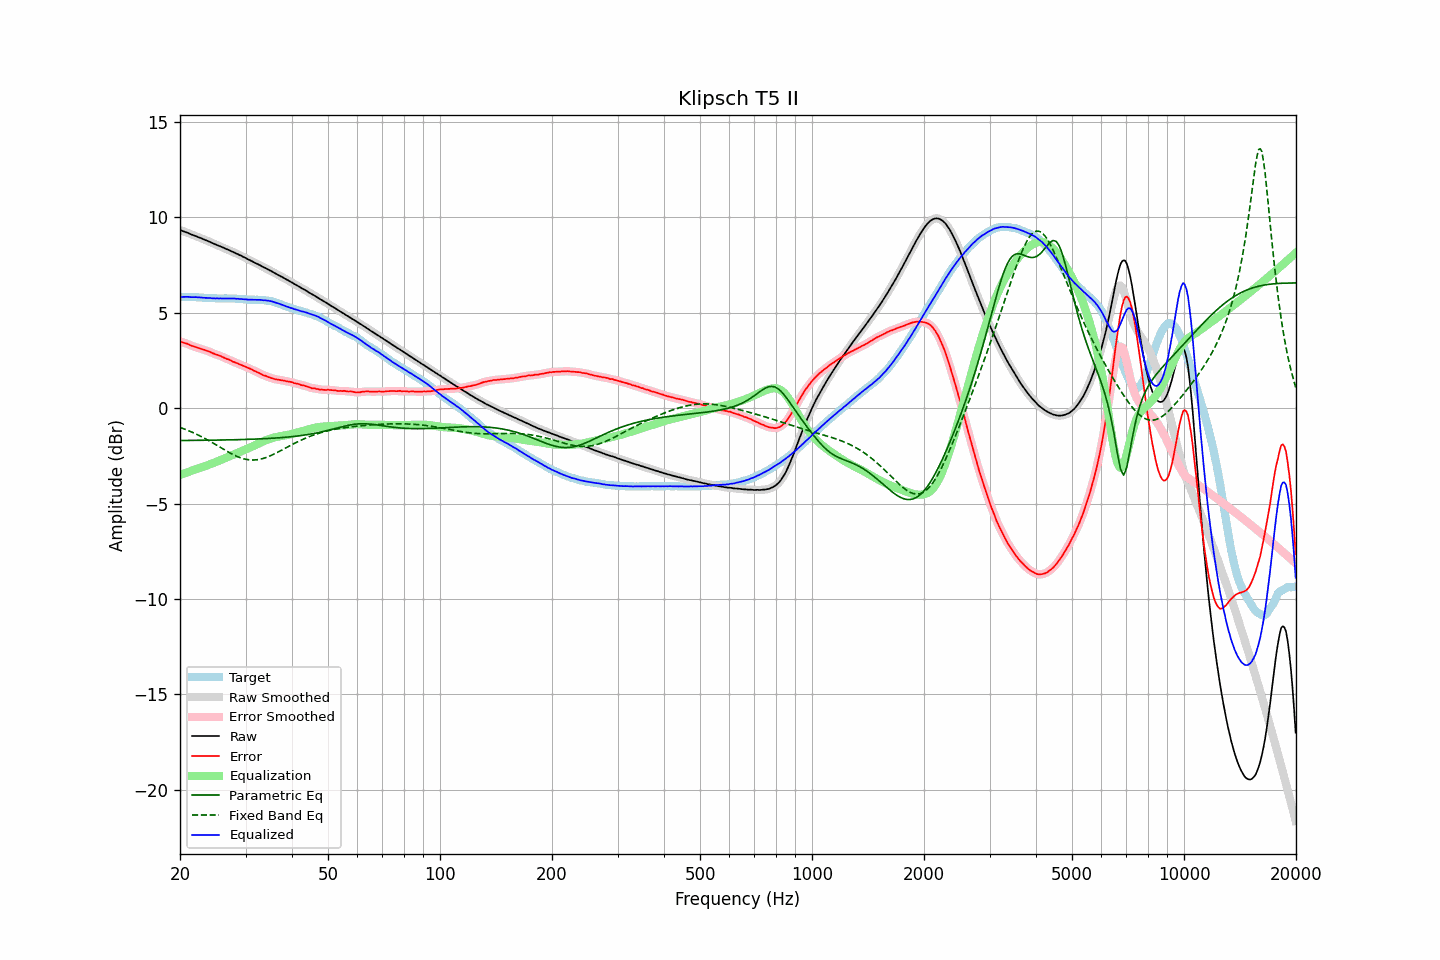 Klipsch T5 II
15
10
5
0
−5
−10
−15
−20
Amplitude (dBr)
Target
Raw Smoothed
Error Smoothed
Raw
Error
Equalization
Parametric Eq
Fixed Band Eq
Equalized
20 50 100 200 500 1000 2000 5000 10000 20000
Frequency (Hz)